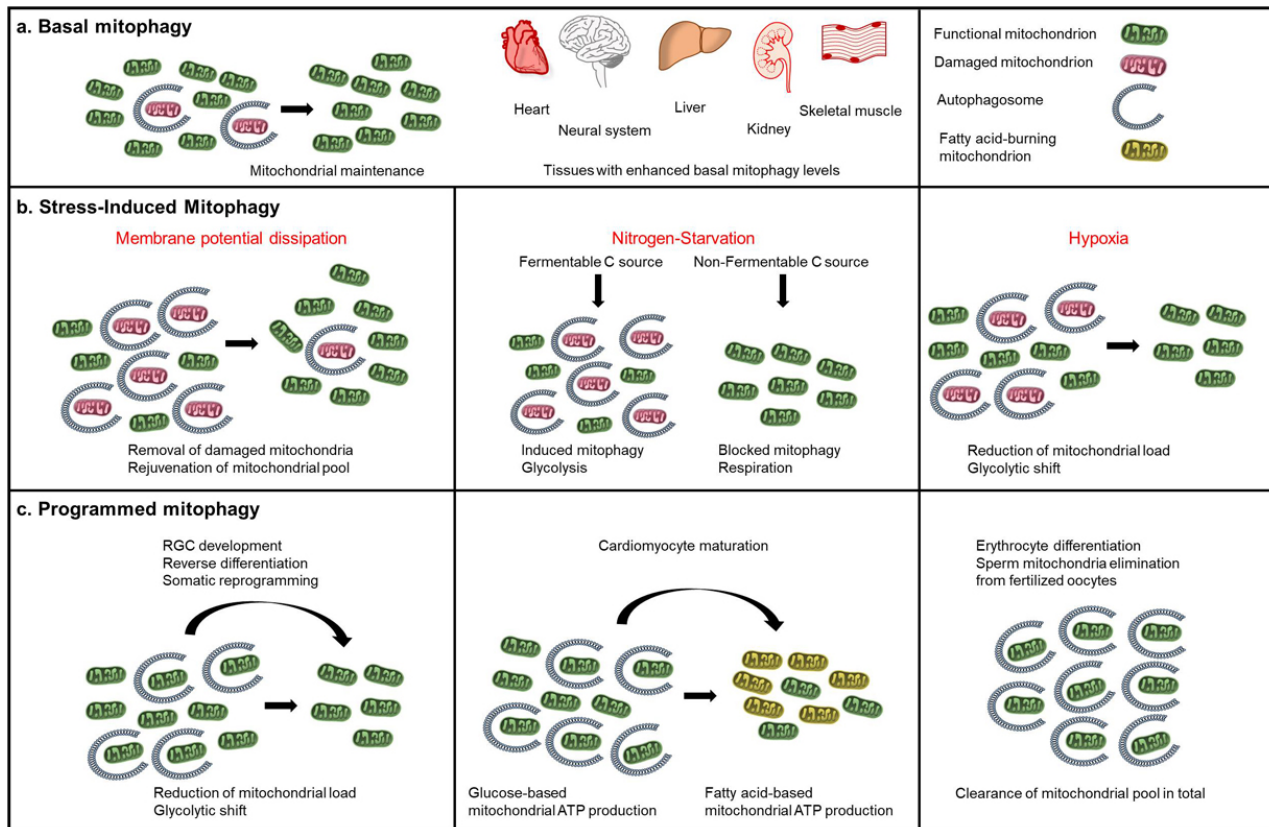 a. Basal mitophagy
Mitochondrial maintenance
Heart
Neural system
Liver
Kidney
Skeletal muscle
Tissues with enhanced basal mitophagy levels
Functional mitochondrion
Damaged mitochondrion
Autophagosome
Fatty acid-burning
mitochondrion
b. Stress-Induced Mitophagy
Membrane potential dissipation
Removal of damaged mitochondria
Rejuvenation of mitochondrial pool
Nitrogen-Starvation
Fermentable C source
Non-Fermentable C source
Induced mitophagy
Glycolysis
Blocked mitophagy
Respiration
Hypoxia
Reduction of mitochondrial load
Glycolytic shift
c. Programmed mitophagy
RGC development
Reverse differentiation
Somatic reprogramming
Reduction of mitochondrial load
Glycolytic shift
Cardiomyocyte maturation
Glucose-based
mitochondrial ATP production
Fatty acid-based
mitochondrial ATP production
Erythrocyte differentiation
Sperm mitochondria elimination
from fertilized oocytes
Clearance of mitochondrial pool in total